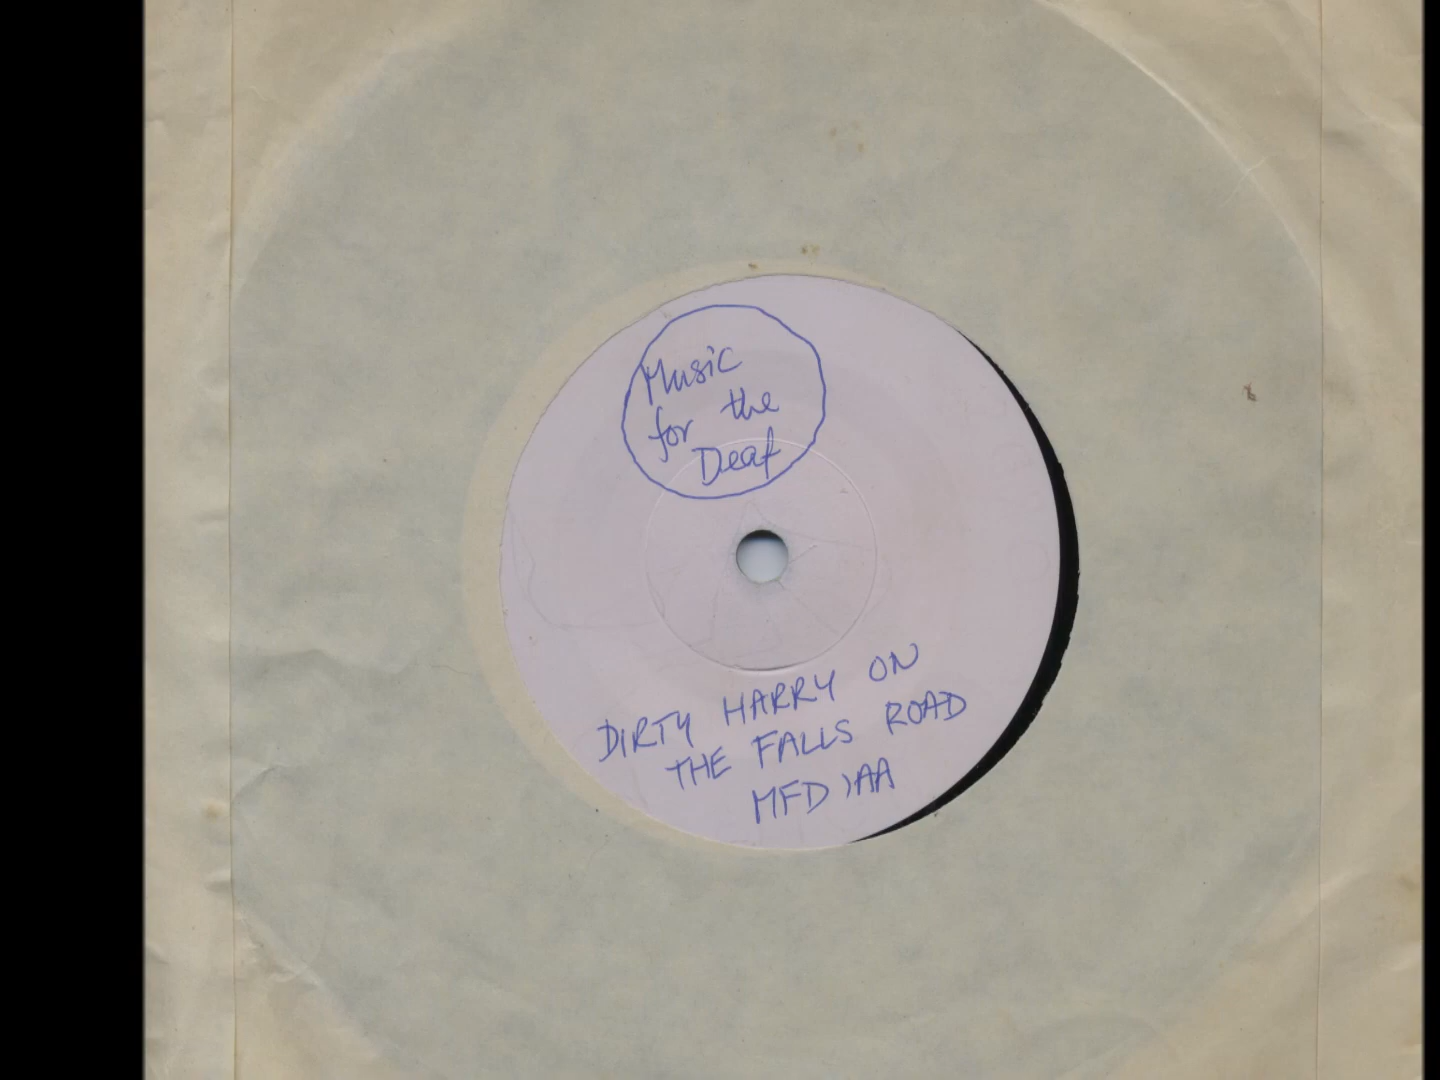 Music
for the
Deaf
DIRTY HARRY ON
THE FALLS ROAD
MFD 1AA